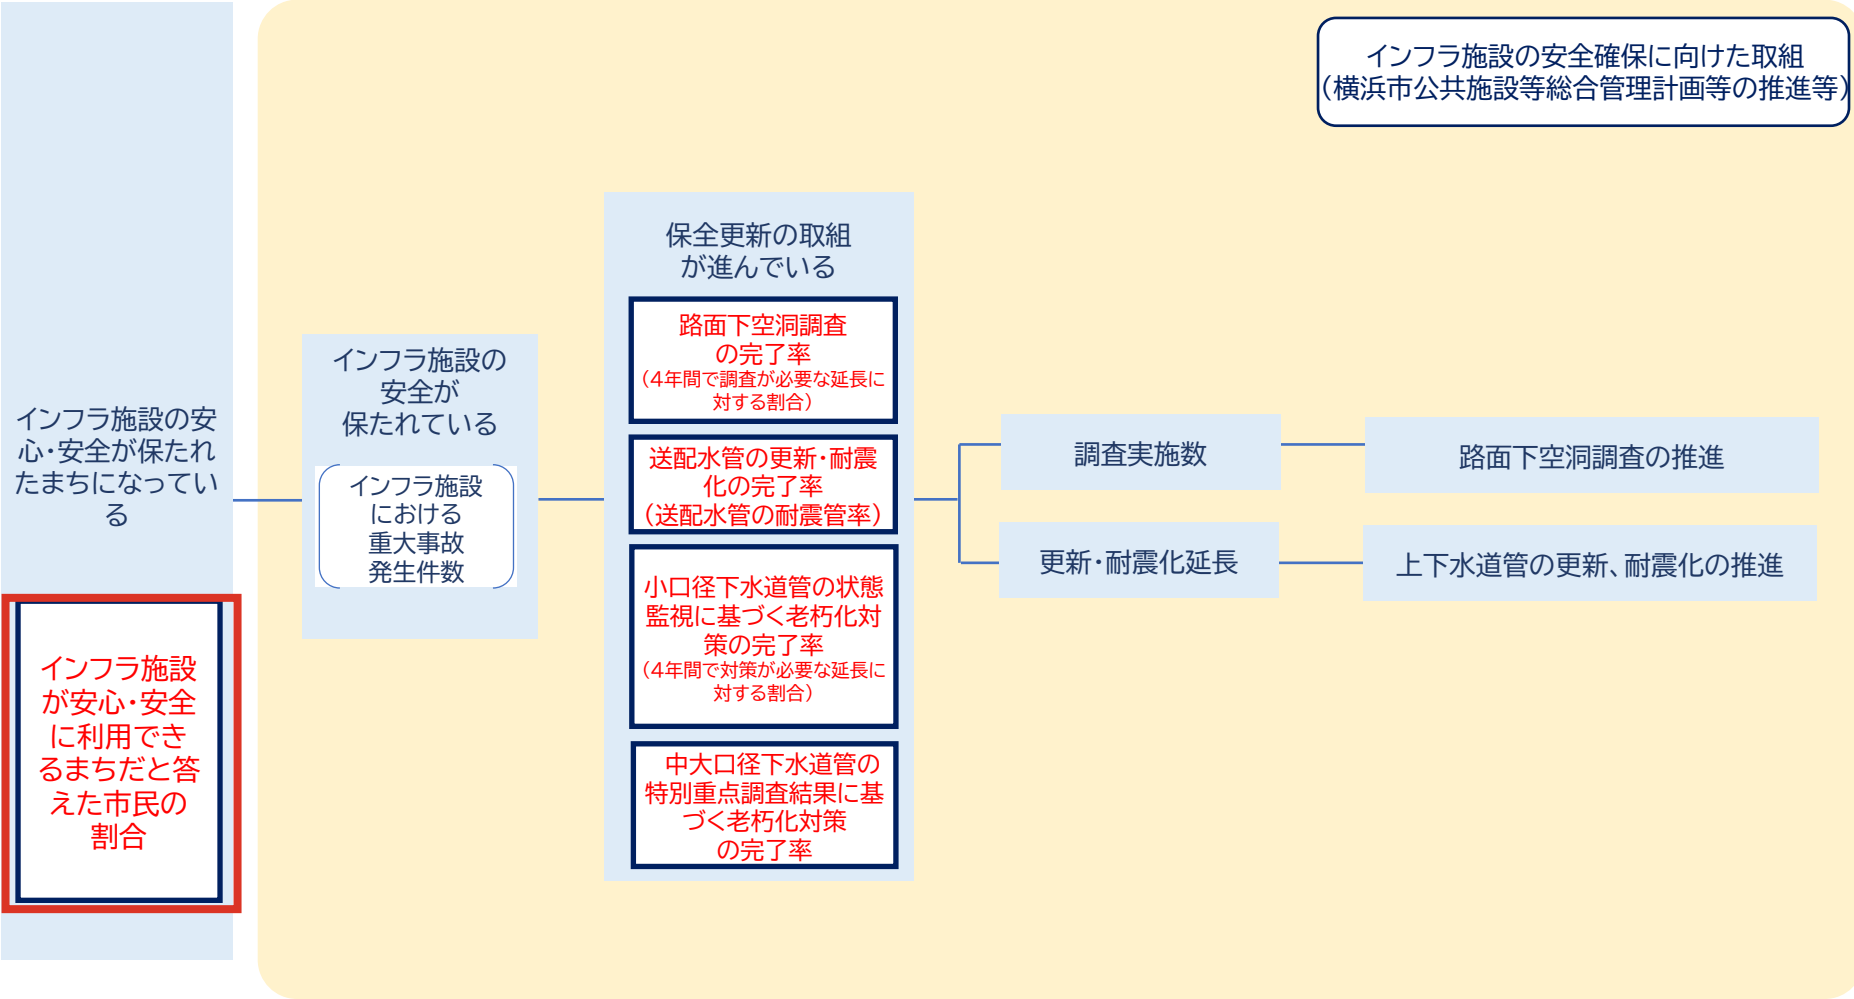 インフラ施設の安全確保に向けた取組
（横浜市公共施設等総合管理計画等の推進等）
インフラ施設の安
心・安全が保たれ
たまちになってい
る
インフラ施設
が安心・安全
に利用でき
るまちだと答
えた市民の
割合
インフラ施設の
安全が
保たれている
インフラ施設
における
重大事故
発生件数
保全更新の取組
が進んでいる
路面下空洞調査
の完了率
（４年間で調査が必要な延長に
対する割合）
送配水管の更新・耐震
化の完了率
（送配水管の耐震管率）
小口径下水道管の状態
監視に基づく老朽化対
策の完了率
（４年間で対策が必要な延長に
対する割合）
中大口径下水道管の
特別重点調査結果に基
づく老朽化対策
の完了率
調査実施数
路面下空洞調査の推進
更新・耐震化延長
上下水道管の更新、耐震化の推進